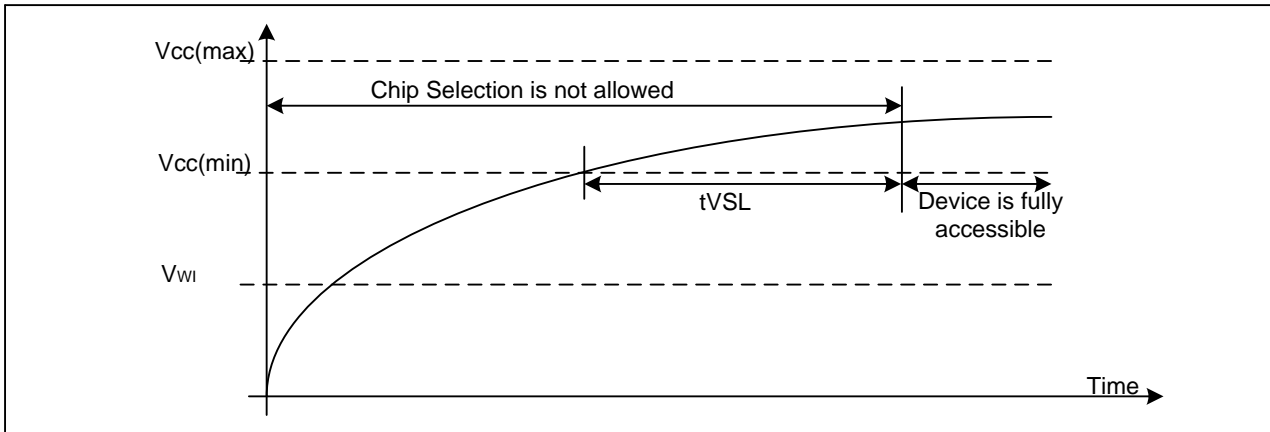 Vcc(max)
Chip Selection is not allowed
Vcc(min)
tVSL
Device is fully
accessible
VWI
Time